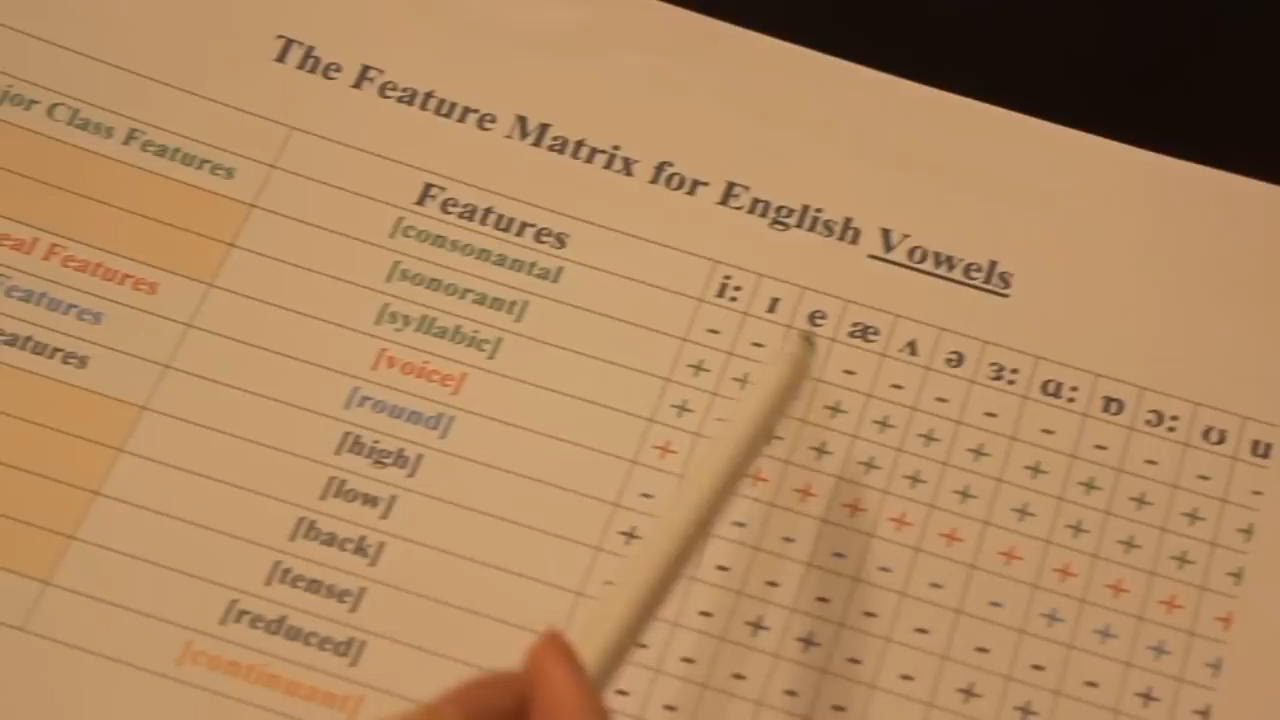 The Feature Matrix for English Vowels
jor Class Features
Features
i: ɪ e æ ʌ ə ɜ: ɑ: ɒ ɔ: ʊ u
[consonantal - - - - - - - - - - -
[sonorant] + + + + + + + + + + +
[syllabic] + + + + + + + + + +
eal Features [voice] + + + + + + + + + + +
Features [round] - - - - - - - + + + +
eatures [high] + - - - - - - - - + +
[low] - - + + - - + +
[back] - - - - -
[tense] - -
[reduced]
[continuant]